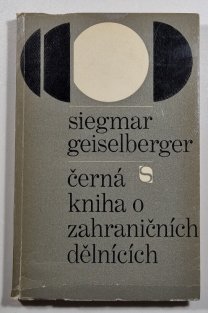 siegmar
geiselberger
černá
kniha o
zahraničních
dělnících